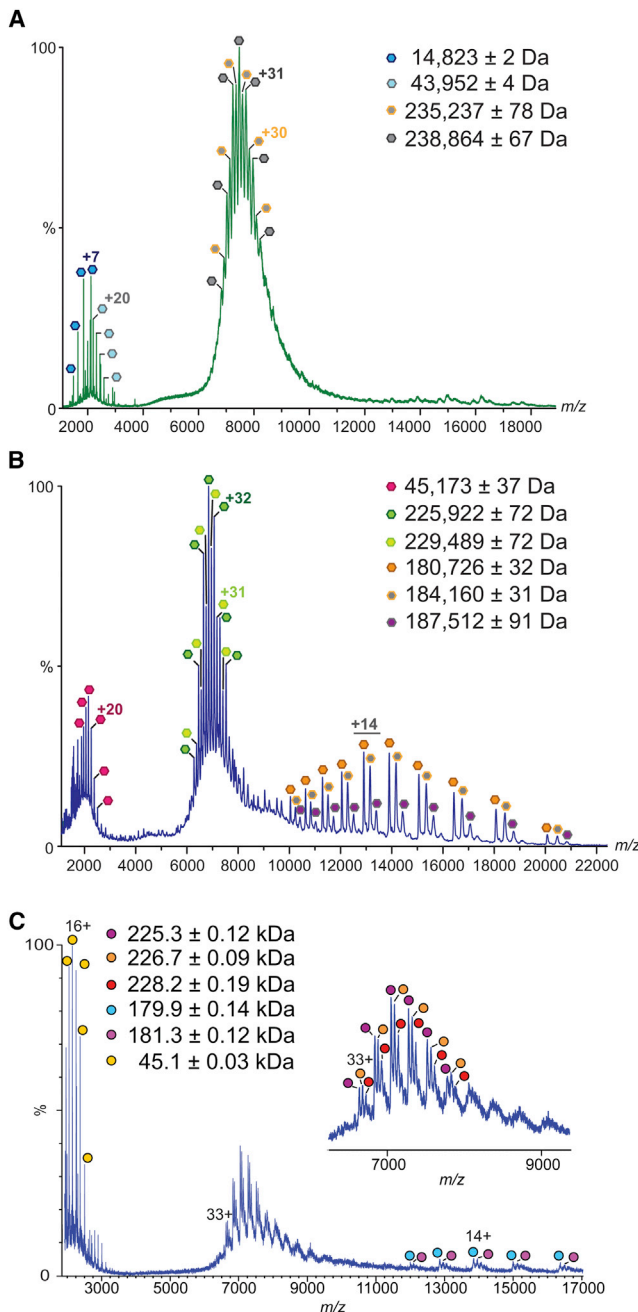 A
100
%
0
+31
+30
+7
+20
14,823 ± 2 Da
43,952 ± 4 Da
235,237 ± 78 Da
238,864 ± 67 Da
2000 4000 6000 8000 10000 12000 14000 16000 18000 m/z
B
100
%
0
+32
+31
+20
+14
45,173 ± 37 Da
225,922 ± 72 Da
229,489 ± 72 Da
180,726 ± 32 Da
184,160 ± 31 Da
187,512 ± 91 Da
2000 4000 6000 8000 10000 12000 14000 16000 18000 20000 22000 m/z
C
100
%
0
16+
225.3 ± 0.12 kDa
226.7 ± 0.09 kDa
228.2 ± 0.19 kDa
179.9 ± 0.14 kDa
181.3 ± 0.12 kDa
45.1 ± 0.03 kDa
33+
7000 9000
m/z
33+
14+
3000 5000 7000 9000 11000 13000 15000 17000
m/z